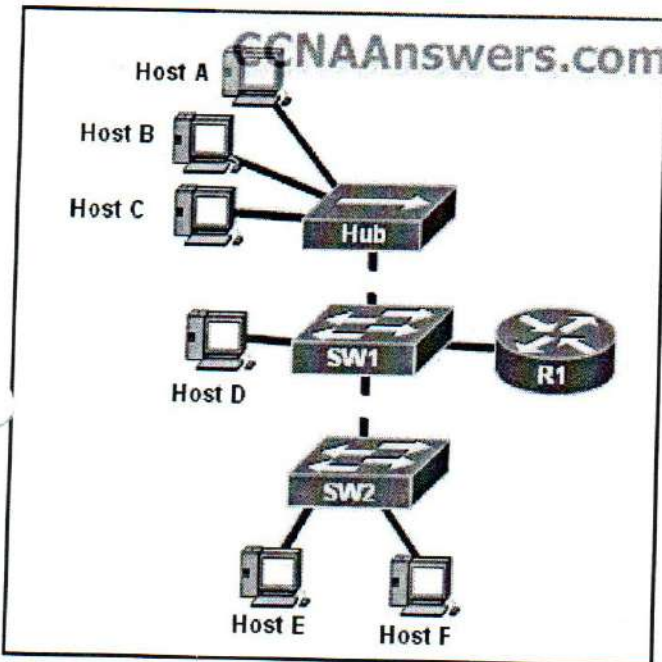 CCNAAnswers.com
Host A
Host B
Host C
Hub
Host D
SW1
R1
SW2
Host E
Host F